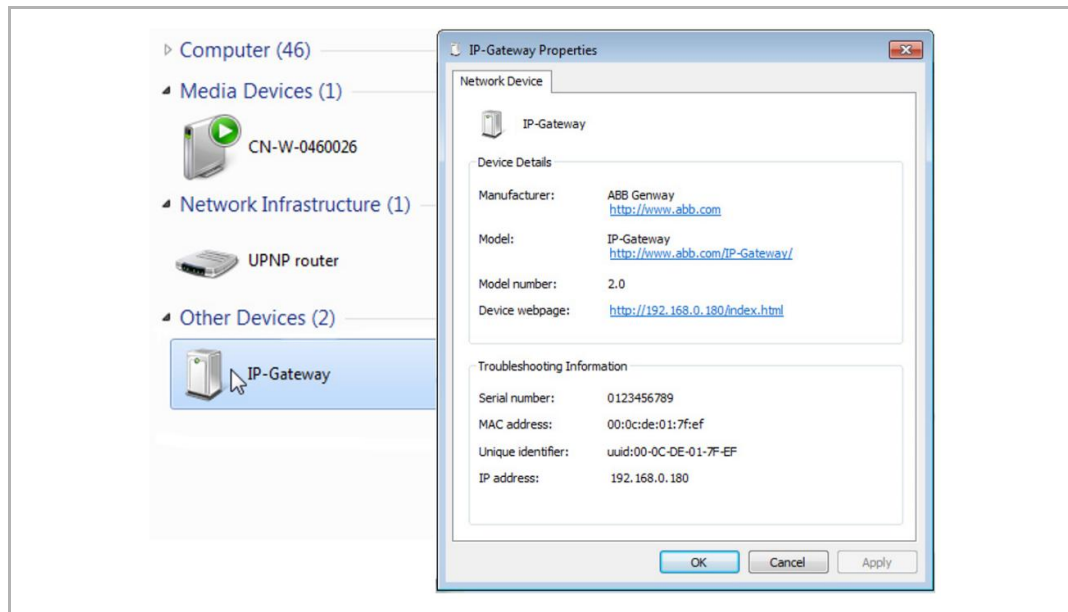 Computer (46)
Media Devices (1)
CN-W-0460026
Network Infrastructure (1)
UPNP router
Other Devices (2)
IP-Gateway
IP-Gateway Properties
Network Device
IP-Gateway
Device Details
Manufacturer: ABB Genway
http://www.abb.com
Model: IP-Gateway
http://www.abb.com/IP-Gateway/
Model number: 2.0
Device webpage: http://192.168.0.180/index.html
Troubleshooting Information
Serial number: 0123456789
MAC address: 00:0c:de:01:7f:ef
Unique identifier: uuid:00-0C-DE-01-7F-EF
IP address: 192.168.0.180
OK Cancel Apply